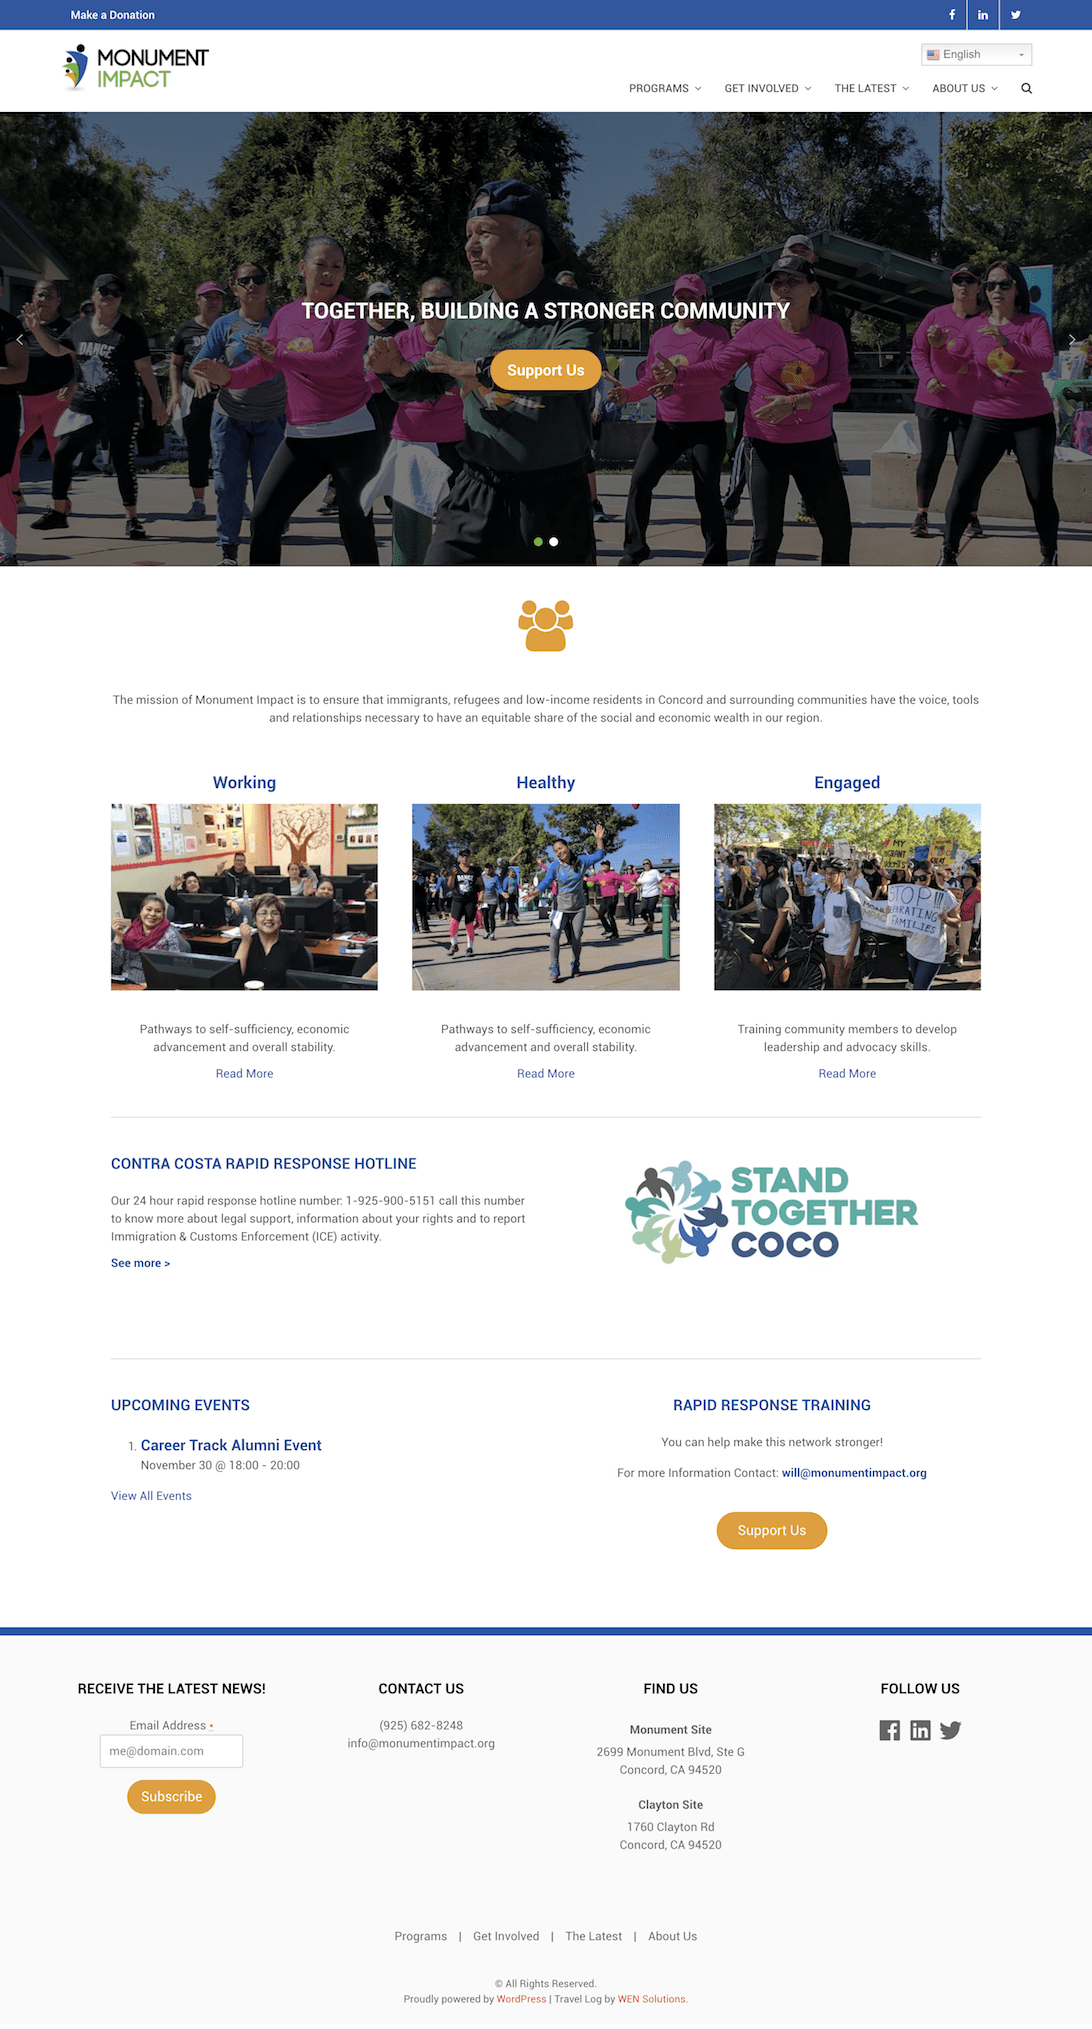 Make a Donation
MONUMENT
IMPACT
English
PROGRAMS
GET INVOLVED
THE LATEST
ABOUT US
DANCE
TOGETHER, BUILDING A STRONGER COMMUNITY
Support Us
The mission of Monument Impact is to ensure that immigrants, refugees and low-income residents in Concord and surrounding communities have the voice, tools
and relationships necessary to have an equitable share of the social and economic wealth in our region.
Working
Healthy
Engaged
MY
STOP!!!
SEPARATING
FAMILIES
Pathways to self-sufficiency, economic
advancement and overall stability.
Read More
Pathways to self-sufficiency, economic
advancement and overall stability.
Read More
Training community members to develop
leadership and advocacy skills.
Read More
CONTRA COSTA RAPID RESPONSE HOTLINE
Our 24 hour rapid response hotline number: 1-925-900-5151 call this number
to know more about legal support, information about your rights and to report
Immigration & Customs Enforcement (ICE) activity.
See more >
STAND
TOGETHER
COCO
UPCOMING EVENTS
1. Career Track Alumni Event
November 30 @ 18:00 - 20:00
View All Events
RAPID RESPONSE TRAINING
You can help make this network stronger!
For more Information Contact: will@monumentimpact.org
Support Us
RECEIVE THE LATEST NEWS!
Email Address *
me@domain.com
Subscribe
CONTACT US
(925) 682-8248
info@monumentimpact.org
FIND US
Monument Site
2699 Monument Blvd, Ste G
Concord, CA 94520
Clayton Site
1760 Clayton Rd
Concord, CA 94520
FOLLOW US
Programs | Get Involved | The Latest | About Us
© All Rights Reserved.
Proudly powered by WordPress | Travel Log by WEN Solutions.